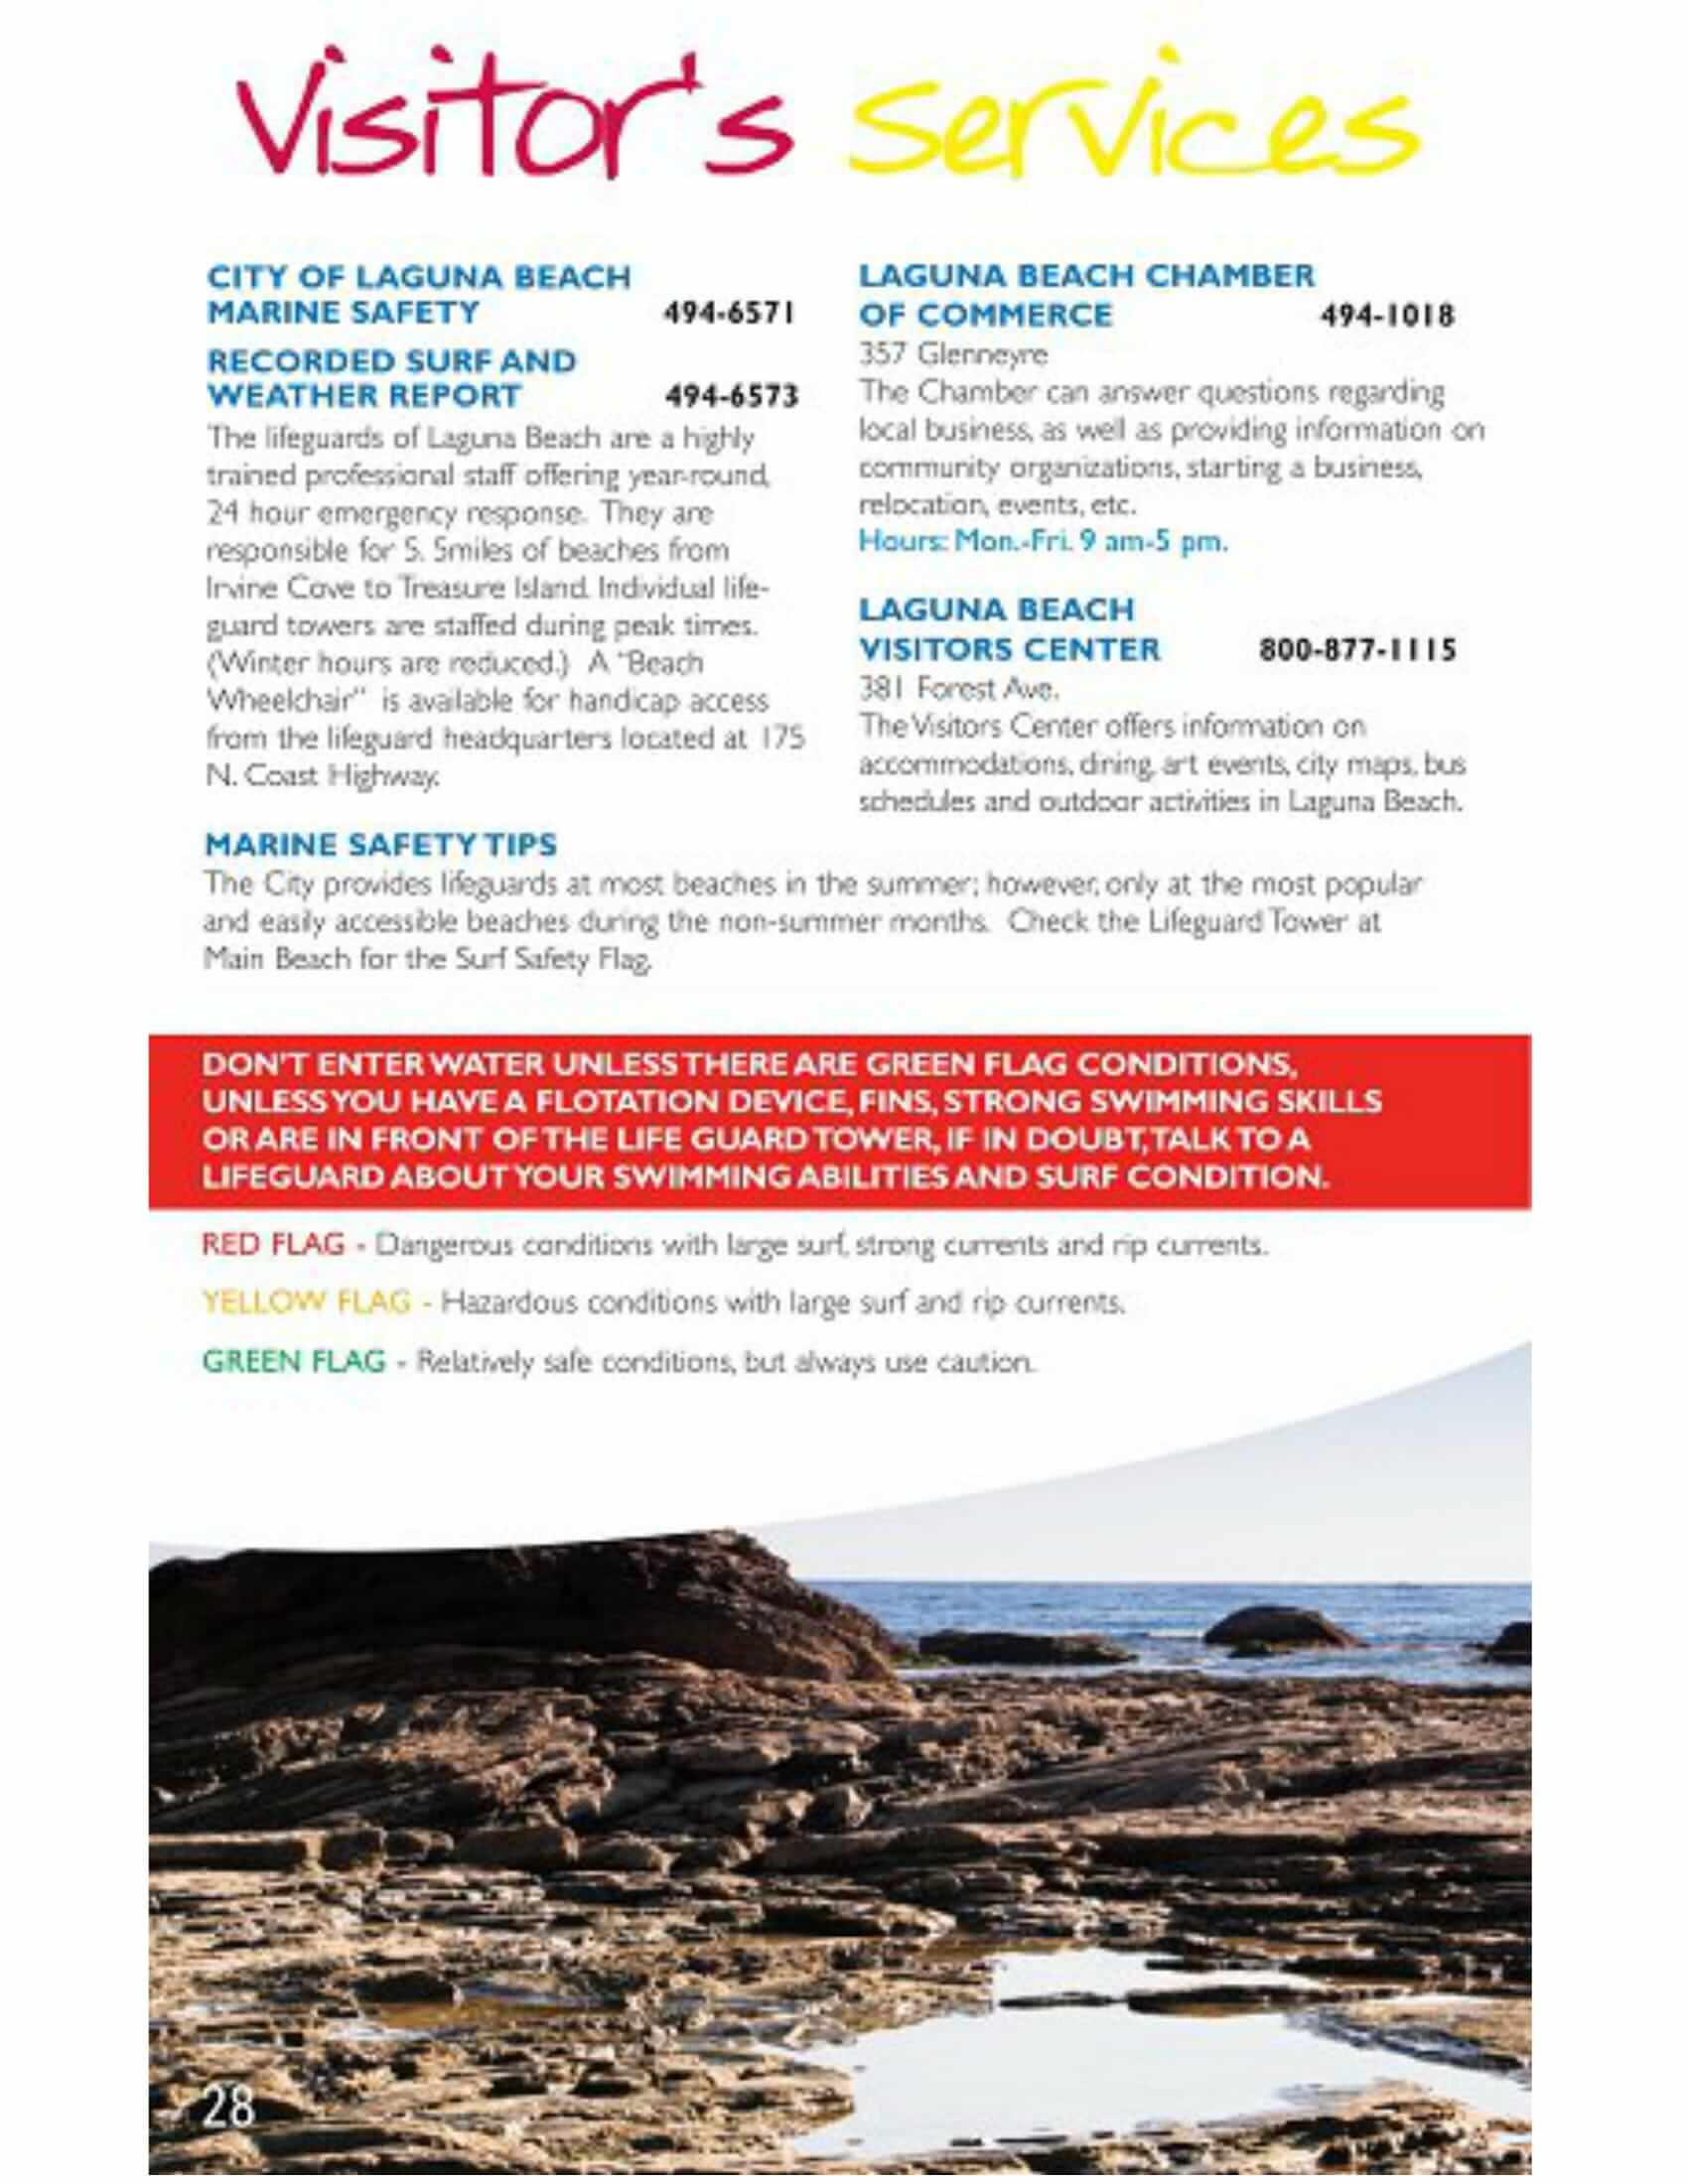 Visitor's services
CITY OF LAGUNA BEACH
MARINE SAFETY 494-6571
RECORDED SURF AND
WEATHER REPORT 494-6573
The lifeguards of Laguna Beach are a highly
trained professional staff offering year-round,
24 hour emergency response. They are
responsible for 5. 5miles of beaches from
Irvine Cove to Treasure Island. Individual life-
guard towers are staffed during peak times.
(Winter hours are reduced.) A "Beach
Wheelchair" is available for handicap access
from the lifeguard headquarters located at 175
N. Coast Highway.
LAGUNA BEACH CHAMBER
OF COMMERCE 494-1018
357 Glenneyre
The Chamber can answer questions regarding
local business, as well as providing information on
community organizations, starting a business,
relocation, events, etc.
Hours: Mon.-Fri. 9 am-5 pm.
LAGUNA BEACH
VISITORS CENTER 800-877-1115
381 Forest Ave.
The Visitors Center offers information on
accommodations, dining, art events, city maps, bus
schedules and outdoor activities in Laguna Beach.
MARINE SAFETY TIPS
The City provides lifeguards at most beaches in the summer; however, only at the most popular
and easily accessible beaches during the non-summer months. Check the Lifeguard Tower at
Main Beach for the Surf Safety Flag.
DON'T ENTER WATER UNLESS THERE ARE GREEN FLAG CONDITIONS,
UNLESS YOU HAVE A FLOTATION DEVICE, FINS, STRONG SWIMMING SKILLS
OR ARE IN FRONT OF THE LIFE GUARD TOWER, IF IN DOUBT, TALK TO A
LIFEGUARD ABOUT YOUR SWIMMING ABILITIES AND SURF CONDITION.
RED FLAG - Dangerous conditions with large surf, strong currents and rip currents.
YELLOW FLAG - Hazardous conditions with large surf and rip currents.
GREEN FLAG - Relatively safe conditions, but always use caution.
28